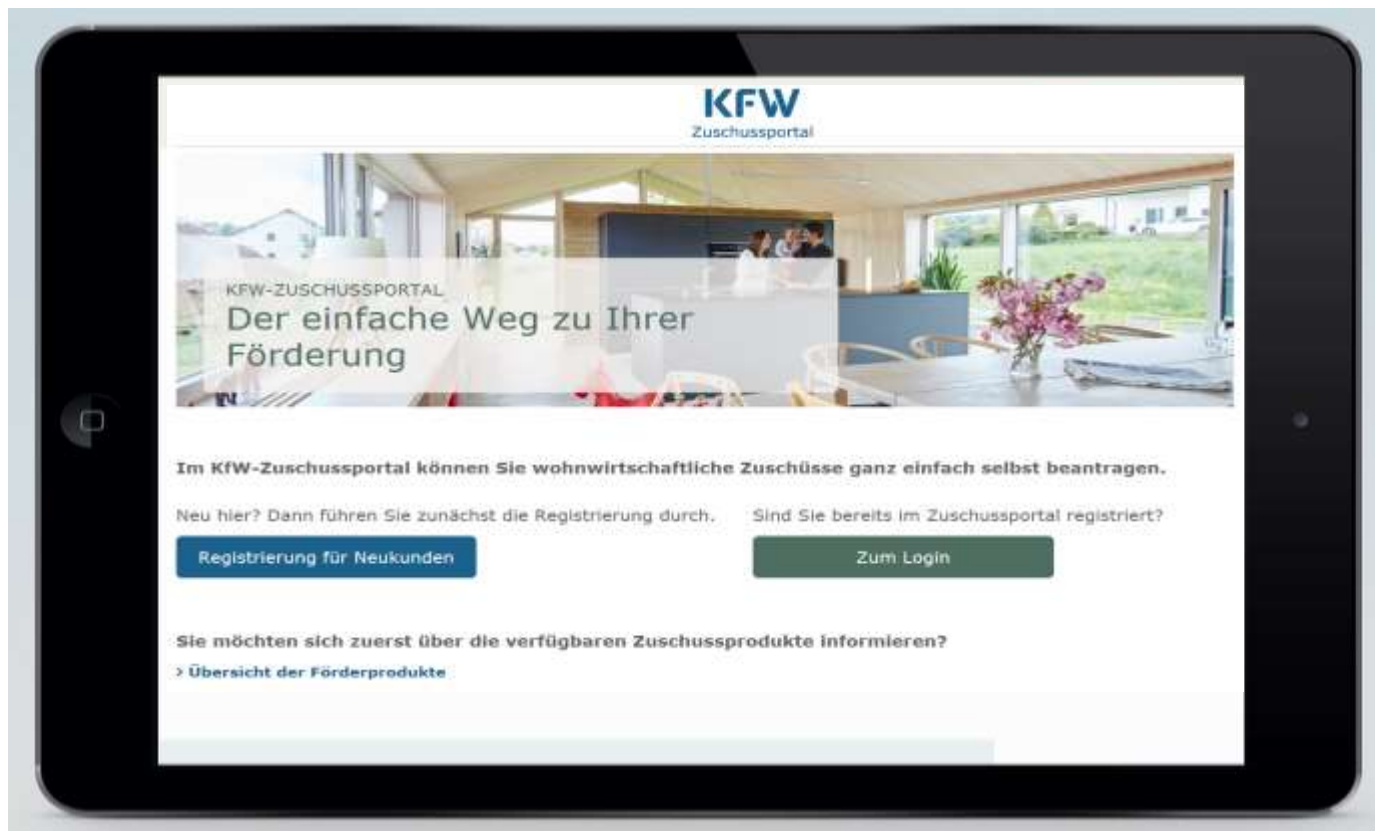 KFW
Zuschussportal
KFW-ZUSCHUSSPORTAL
Der einfache Weg zu Ihrer
Förderung
Im KfW-Zuschussportal können Sie wohnwirtschaftliche Zuschüsse ganz einfach selbst beantragen.
Neu hier? Dann führen Sie zunächst die Registrierung durch.
Sind Sie bereits im Zuschussportal registriert?
Registrierung für Neukunden
Zum Login
Sie möchten sich zuerst über die verfügbaren Zuschussprodukte informieren?
> Übersicht der Förderprodukte